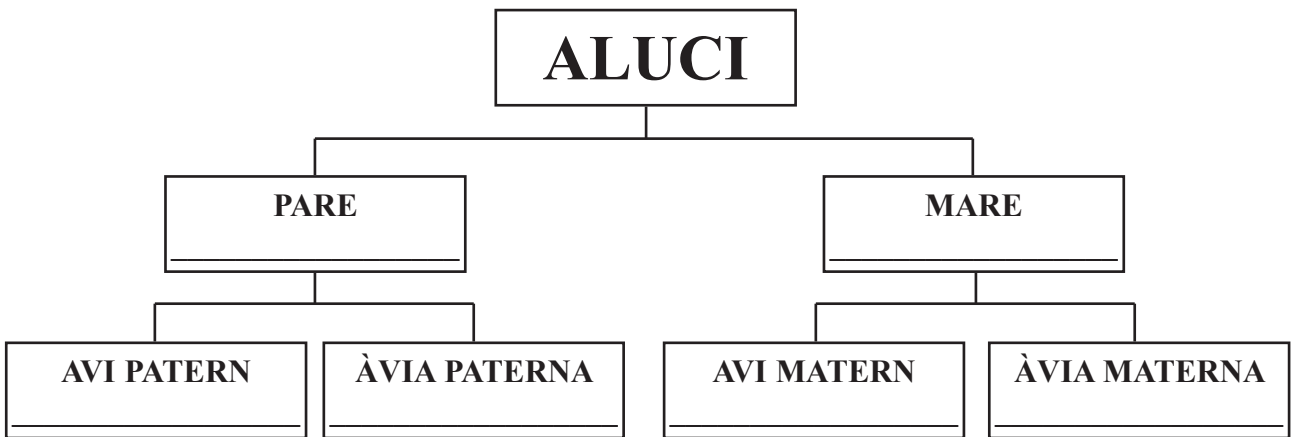 ALUCI
PARE
MARE
AVI PATERN
ÀVIA PATERNA
AVI MATERN
ÀVIA MATERNA